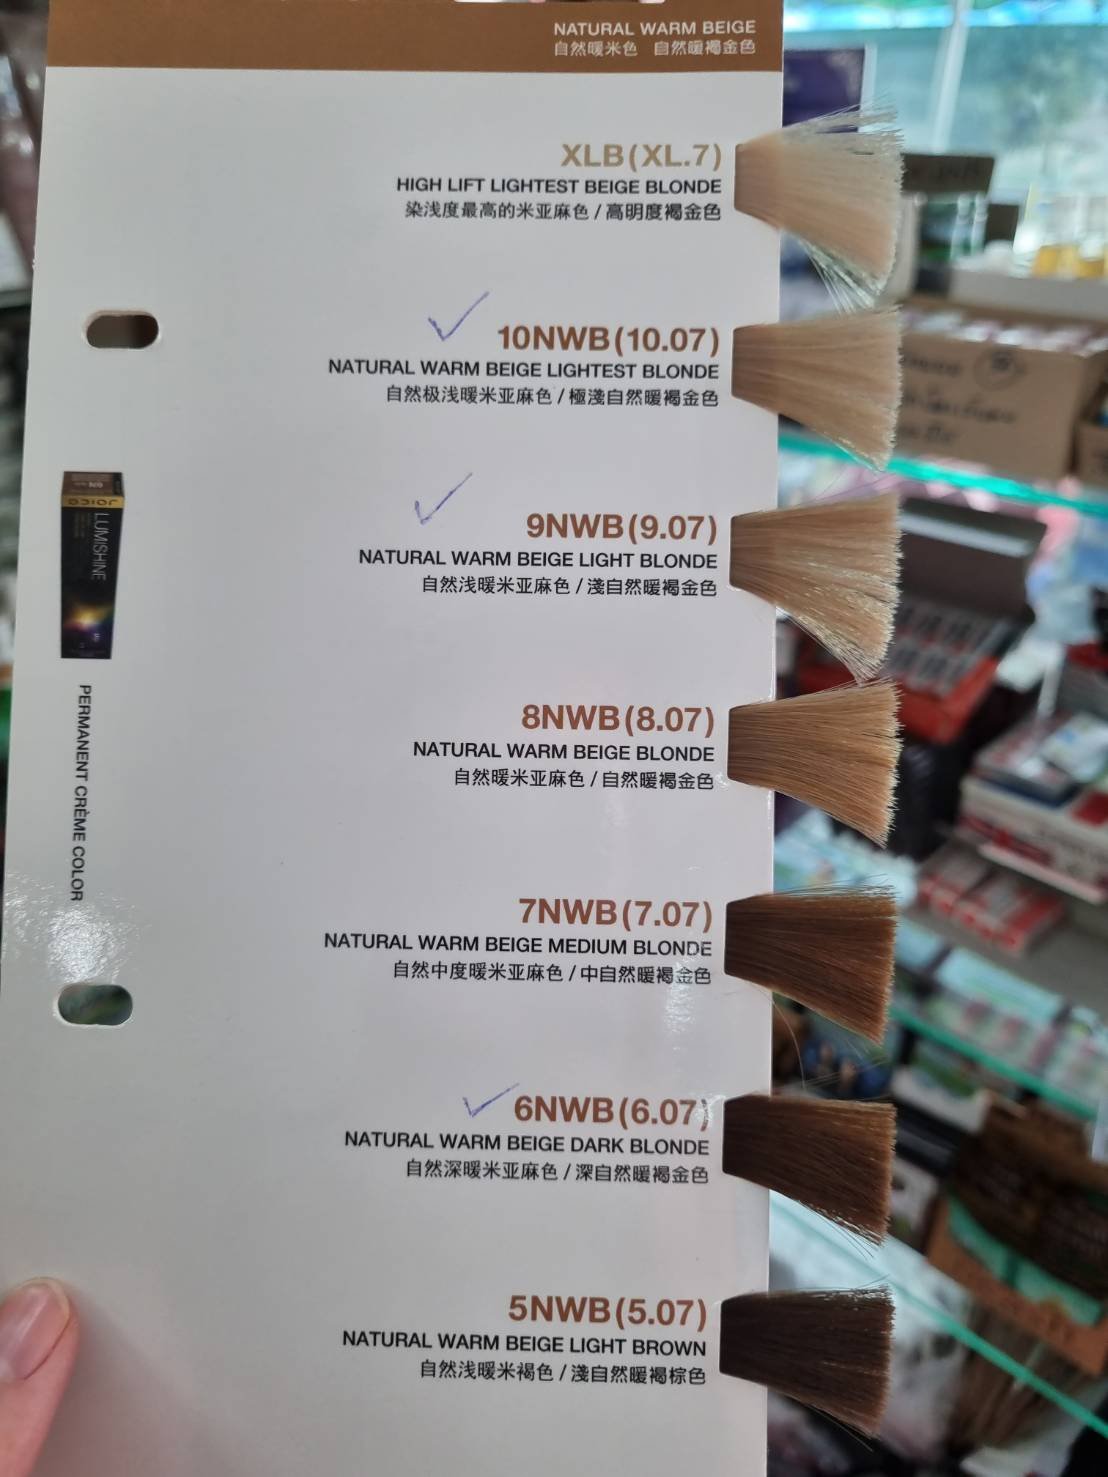 NATURAL WARM BEIGE
自然暖米色 自然暖褐金色
XLB(XL.7)
HIGH LIFT LIGHTEST BEIGE BLONDE
染浅度最高的米亚麻色 / 高明度褐金色
10NWB(10.07)
NATURAL WARM BEIGE LIGHTEST BLONDE
自然极浅暖米亚麻色 / 極淺自然暖褐金色
9NWB(9.07)
NATURAL WARM BEIGE LIGHT BLONDE
自然浅暖米亚麻色 / 淺自然暖褐金色
8NWB(8.07)
NATURAL WARM BEIGE BLONDE
自然暖米亚麻色 / 自然暖褐金色
7NWB(7.07)
NATURAL WARM BEIGE MEDIUM BLONDE
自然中度暖米亚麻色 / 中自然暖褐金色
6NWB(6.07)
NATURAL WARM BEIGE DARK BLONDE
自然深暖米亚麻色 / 深自然暖褐金色
5NWB(5.07)
NATURAL WARM BEIGE LIGHT BROWN
自然浅暖米褐色 / 淺自然暖褐棕色
JOICO
LUMISHINE
PERMANENT CRÈME COLOR